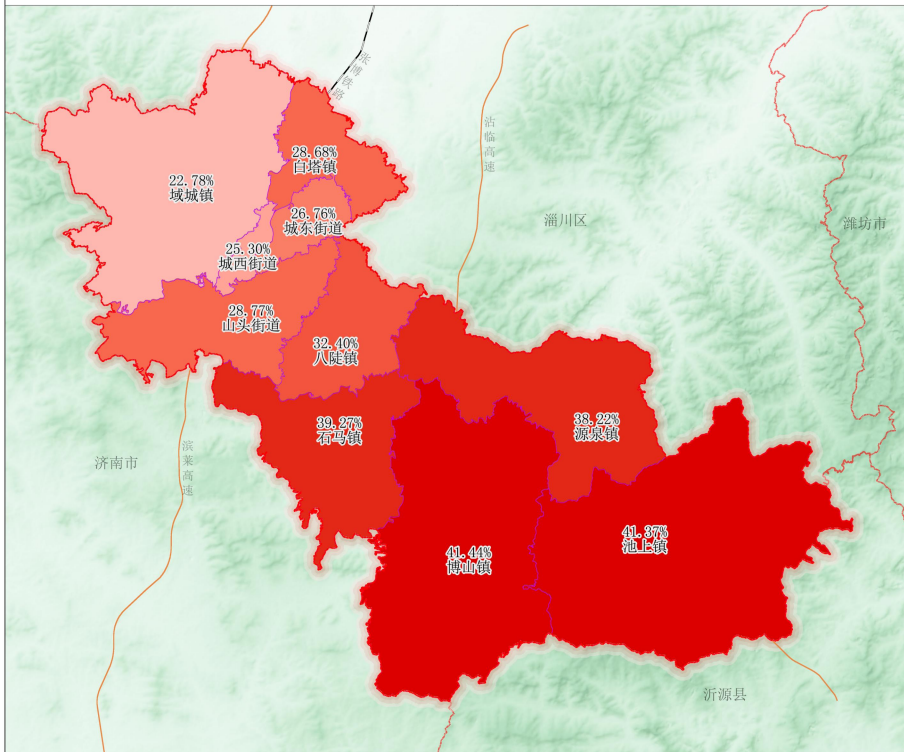 张博铁路
沾临高速
28.68%
白塔镇
22.78%
域城镇
26.76%
城东街道
淄川区
潍坊市
25.30%
城西街道
28.77%
山头街道
32.40%
八陡镇
39.27%
石马镇
38.22%
源泉镇
济南市
滨莱高速
41.37%
池上镇
41.44%
博山镇
沂源县